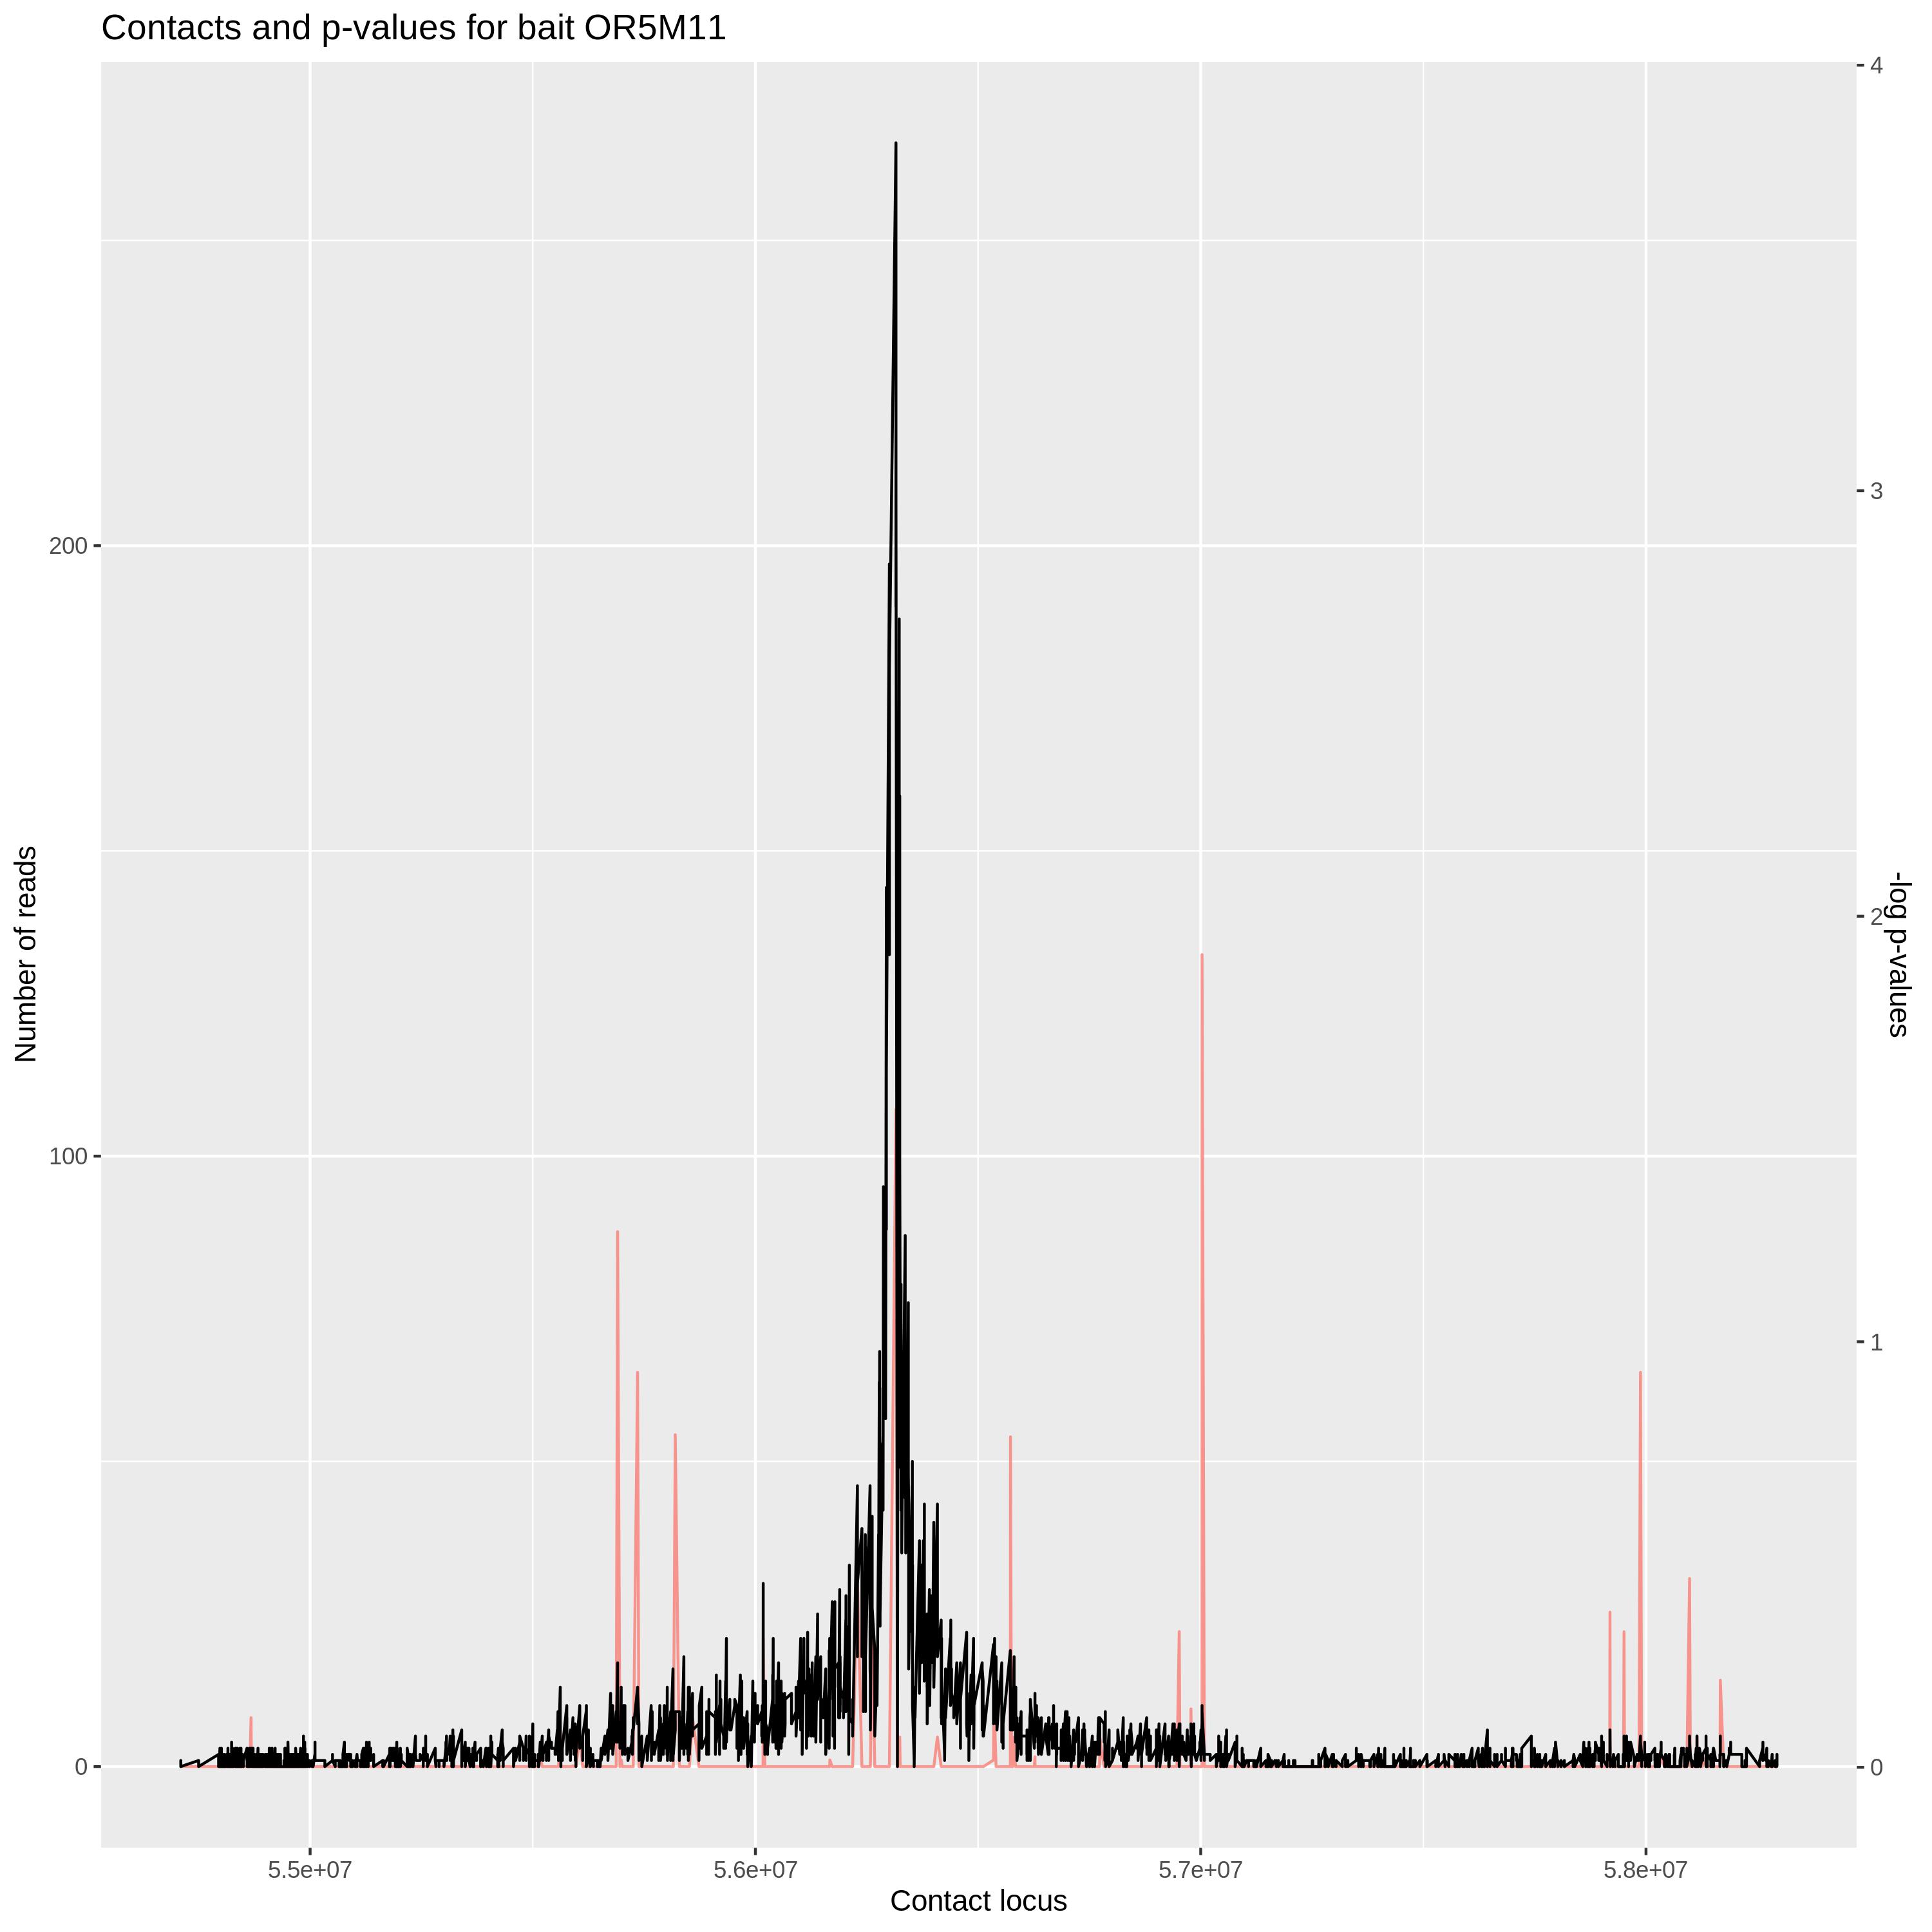 Contacts and p-values for bait OR5M11
Number of reads
200
100
0
4
3
2
1
0
-log p-values
5.5e+07 5.6e+07 5.7e+07 5.8e+07
Contact locus